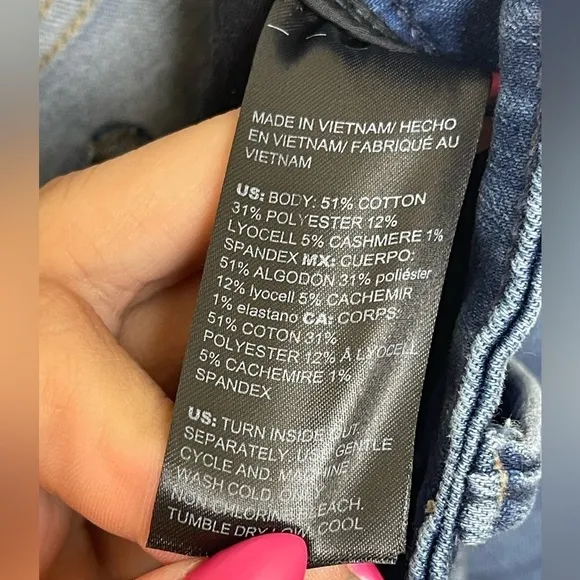 MADE IN VIETNAM/ HECHO
EN VIETNAM/ FABRIQUÉ AU
VIETNAM
US: BODY: 51% COTTON
31% POLYESTER 12%
LYOCELL 5% CASHMERE 1%
SPANDEX MX: CUERPO:
51% ALGODON 31% poliéster
12% lyocell 5% CACHEMIR
1% elastano CA: CORPS:
51% COTON 31%
POLYESTER 12% À LYOCELL
5% CACHEMIRE 1%
SPANDEX
US: TURN INSIDE OUT
SEPARATELY, GENTLE
CYCLE AND
WASH COLD, ONLY
NON CHLORINE BLEACH.
TUMBLE DRY LOW, COOL